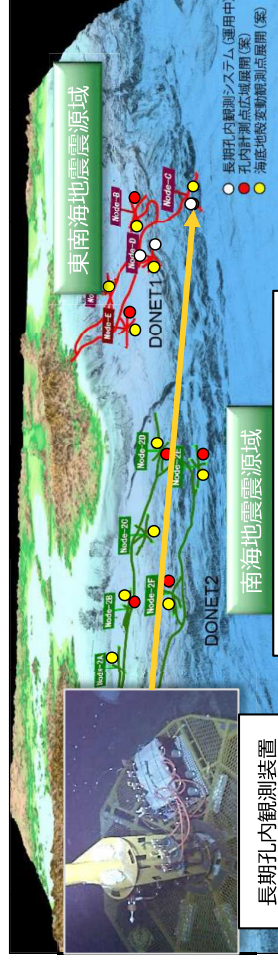 東南海地震震源域
Node-B
Node-D
Node-C
Node-E
DONET1
長期孔内観測システム(運用中)
孔内計測点広域展開(案)
海底地殻変動観測点展開(案)
南海地震震源域
Node-2D
Node-2E
Node-2C
Node-2B
Node-2F
Node-2A
DONET2
長期孔内観測装置